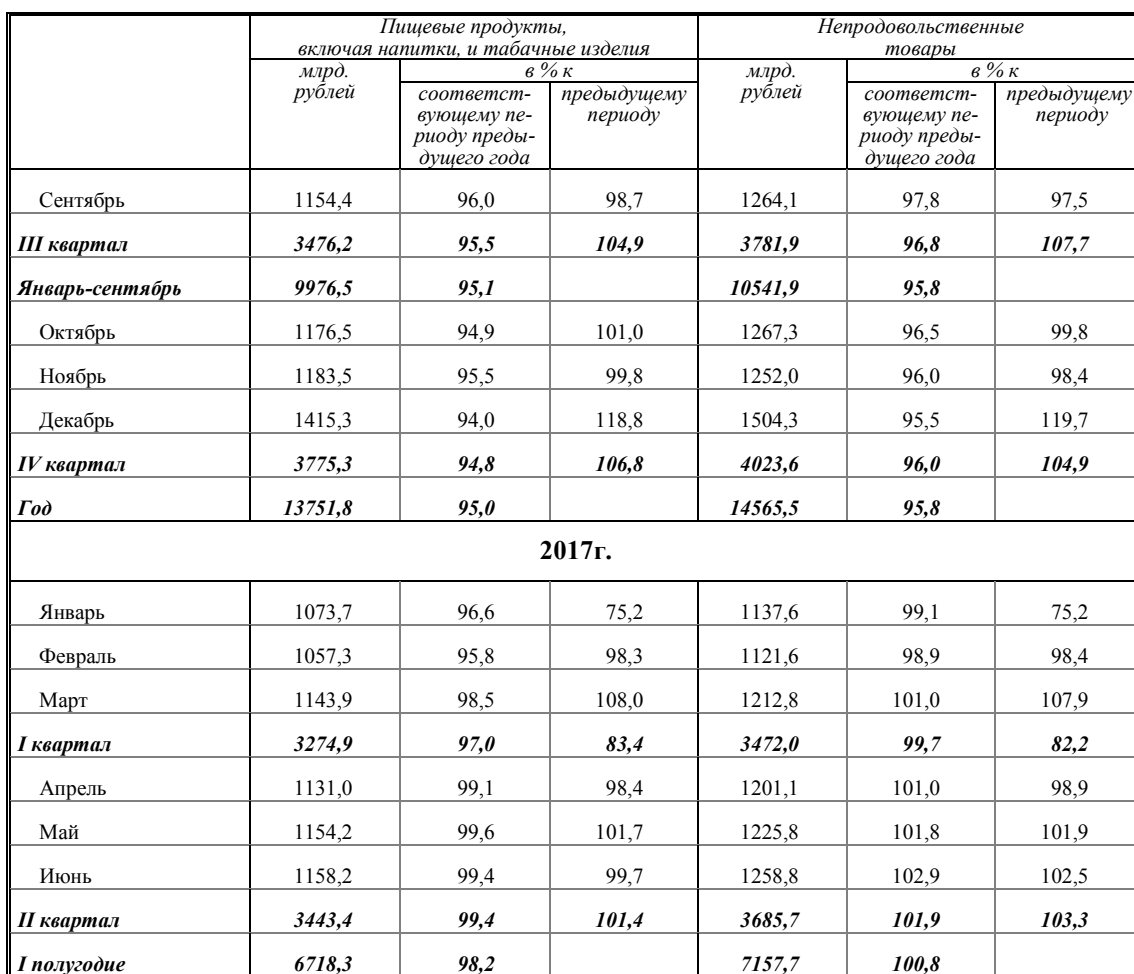 Пищевые продукты, включая напитки, и табачные изделия Непродовольственные товары
млрд. рублей в % к млрд. рублей в % к
соответст-вующему пе-риоду преды-дущего года предыдущему периоду соответст-вующему пе-риоду преды-дущего года предыдущему периоду
Сентябрь 1154,4 96,0 98,7 1264,1 97,8 97,5
III квартал 3476,2 95,5 104,9 3781,9 96,8 107,7
Январь-сентябрь 9976,5 95,1 10541,9 95,8
Октябрь 1176,5 94,9 101,0 1267,3 96,5 99,8
Ноябрь 1183,5 95,5 99,8 1252,0 96,0 98,4
Декабрь 1415,3 94,0 118,8 1504,3 95,5 119,7
IV квартал 3775,3 94,8 106,8 4023,6 96,0 104,9
Год 13751,8 95,0 14565,5 95,8
2017г.
Январь 1073,7 96,6 75,2 1137,6 99,1 75,2
Февраль 1057,3 95,8 98,3 1121,6 98,9 98,4
Март 1143,9 98,5 108,0 1212,8 101,0 107,9
I квартал 3274,9 97,0 83,4 3472,0 99,7 82,2
Апрель 1131,0 99,1 98,4 1201,1 101,0 98,9
Май 1154,2 99,6 101,7 1225,8 101,8 101,9
Июнь 1158,2 99,4 99,7 1258,8 102,9 102,5
II квартал 3443,4 99,4 101,4 3685,7 101,9 103,3
I полугодие 6718,3 98,2 7157,7 100,8